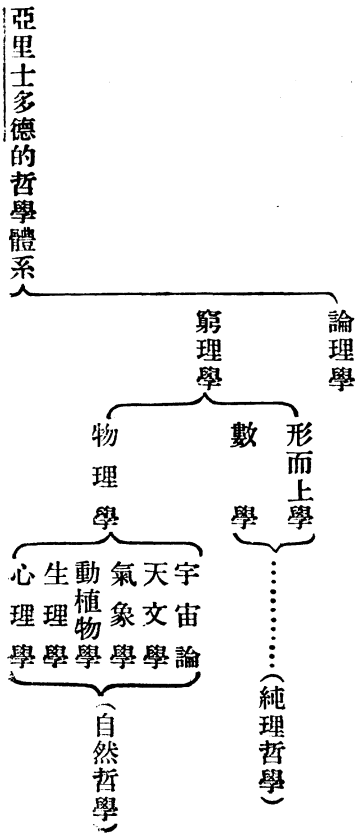 亞里士多德的哲學體系
論理學
窮理學
形而上學
數學
………(純理哲學)
物理學
宇宙論
天文學
氣象學
動植物學
生理學
心理學
(自然哲學)